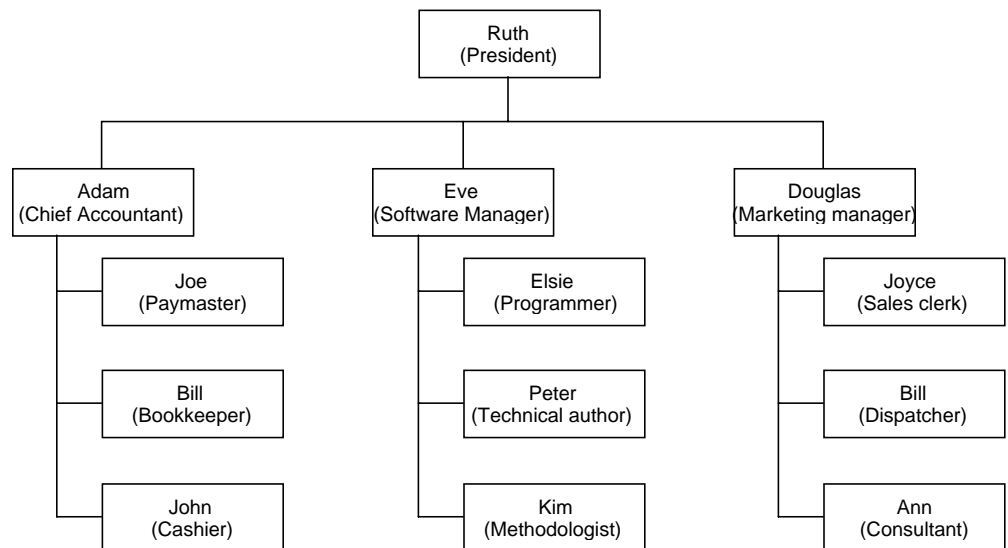 Ruth
(President)
Adam
(Chief Accountant)
Eve
(Software Manager)
Douglas
(Marketing manager)
Joe
(Paymaster)
Elsie
(Programmer)
Joyce
(Sales clerk)
Bill
(Bookkeeper)
Peter
(Technical author)
Bill
(Dispatcher)
John
(Cashier)
Kim
(Methodologist)
Ann
(Consultant)